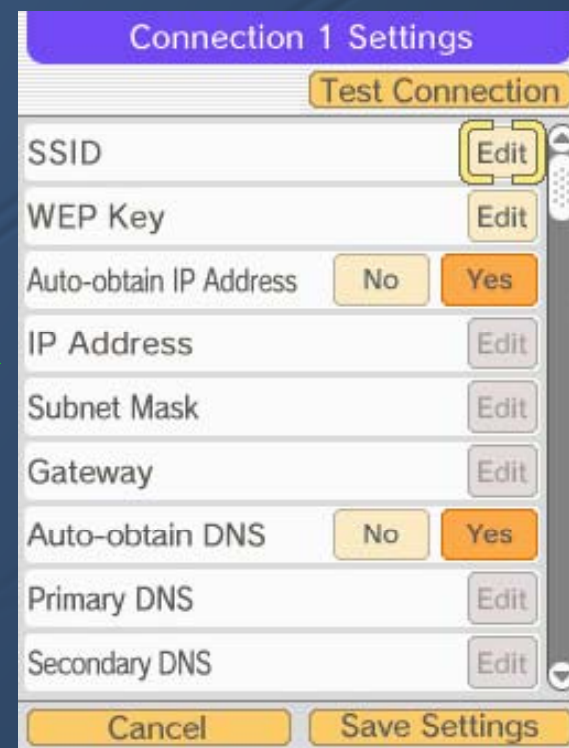 Connection 1 Settings
Test Connection
SSID Edit
WEP Key Edit
Auto-obtain IP Address No Yes
IP Address Edit
Subnet Mask Edit
Gateway Edit
Auto-obtain DNS No Yes
Primary DNS Edit
Secondary DNS Edit
Cancel Save Settings